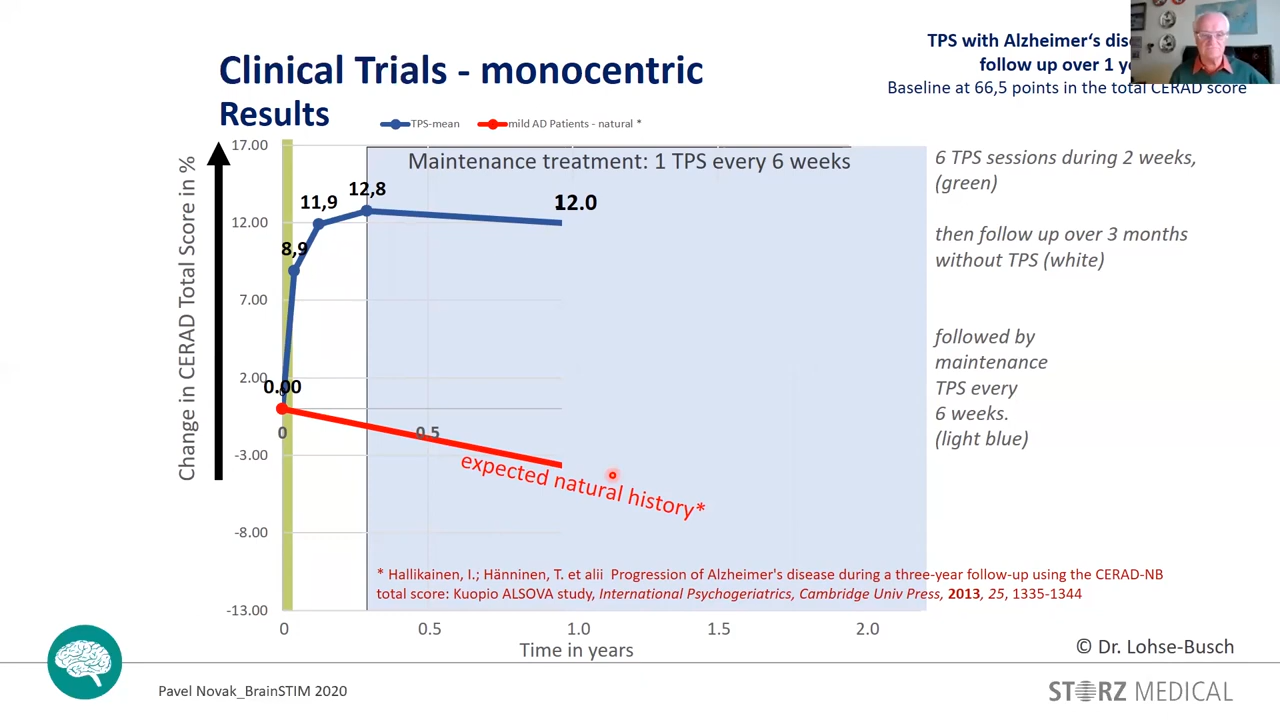 Clinical Trials - monocentric
Results
TPS with Alzheimer‘s
follow up over 1
Baseline at 66,5 points in the total CERAD score
TPS-mean
mild AD Patients - natural *
Change in CERAD Total Score in %
17.00
12.00
7.00
2.00
-3.00
-8.00
-13.00
Maintenance treatment: 1 TPS every 6 weeks
0.00
8,9
11,9
12,8
12.0
0
0.5
expected natural history*
6 TPS sessions during 2 weeks,
(green)
then follow up over 3 months
without TPS (white)
followed by
maintenance
TPS every
6 weeks.
(light blue)
* Hallikainen, I.; Hänninen, T. et alii Progression of Alzheimer's disease during a three-year follow-up using the CERAD-NB
total score: Kuopio ALSOVA study, International Psychogeriatrics, Cambridge Univ Press, 2013, 25, 1335-1344
0
0.5
1.0
1.5
2.0
Time in years
© Dr. Lohse-Busch
Pavel Novak_BrainSTIM 2020
STORZ MEDICAL